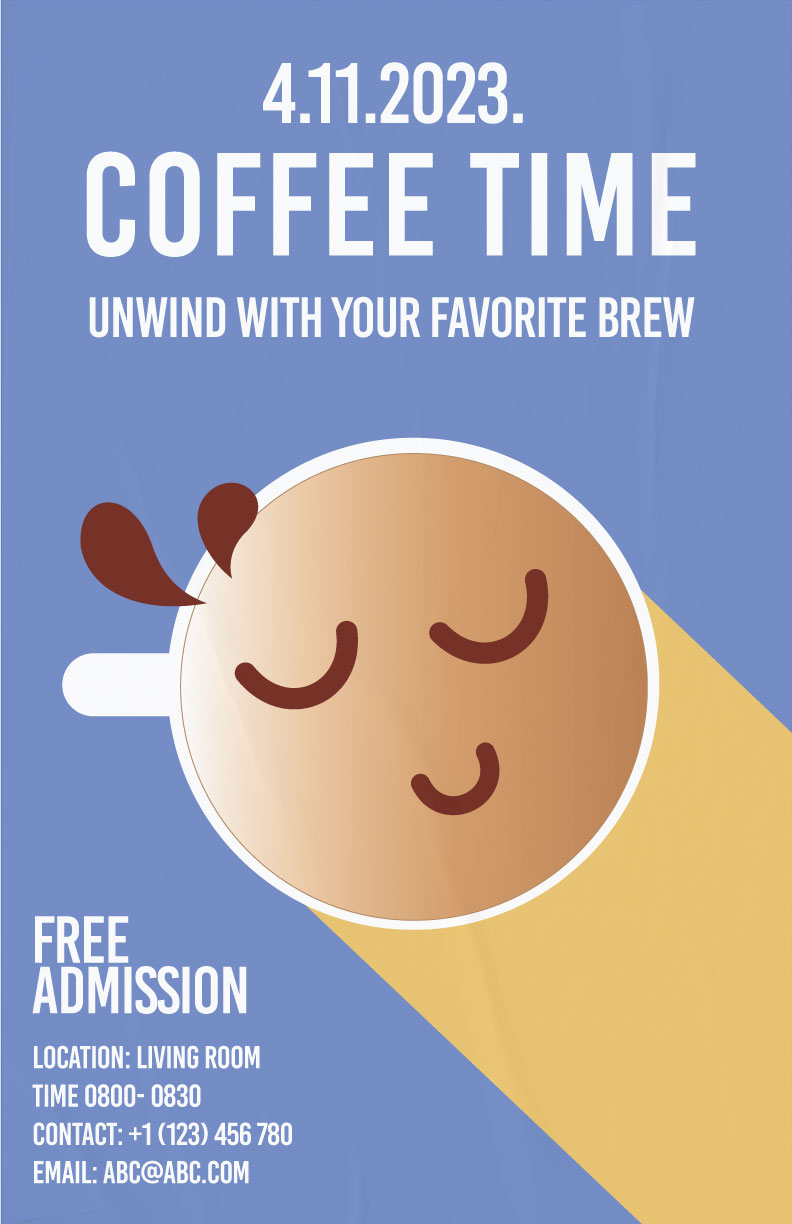 4.11.2023.
COFFEE TIME
UNWIND WITH YOUR FAVORITE BREW
FREE
ADMISSION
LOCATION: LIVING ROOM
TIME 0800- 0830
CONTACT: +1 (123) 456 780
EMAIL: ABC@ABC.COM